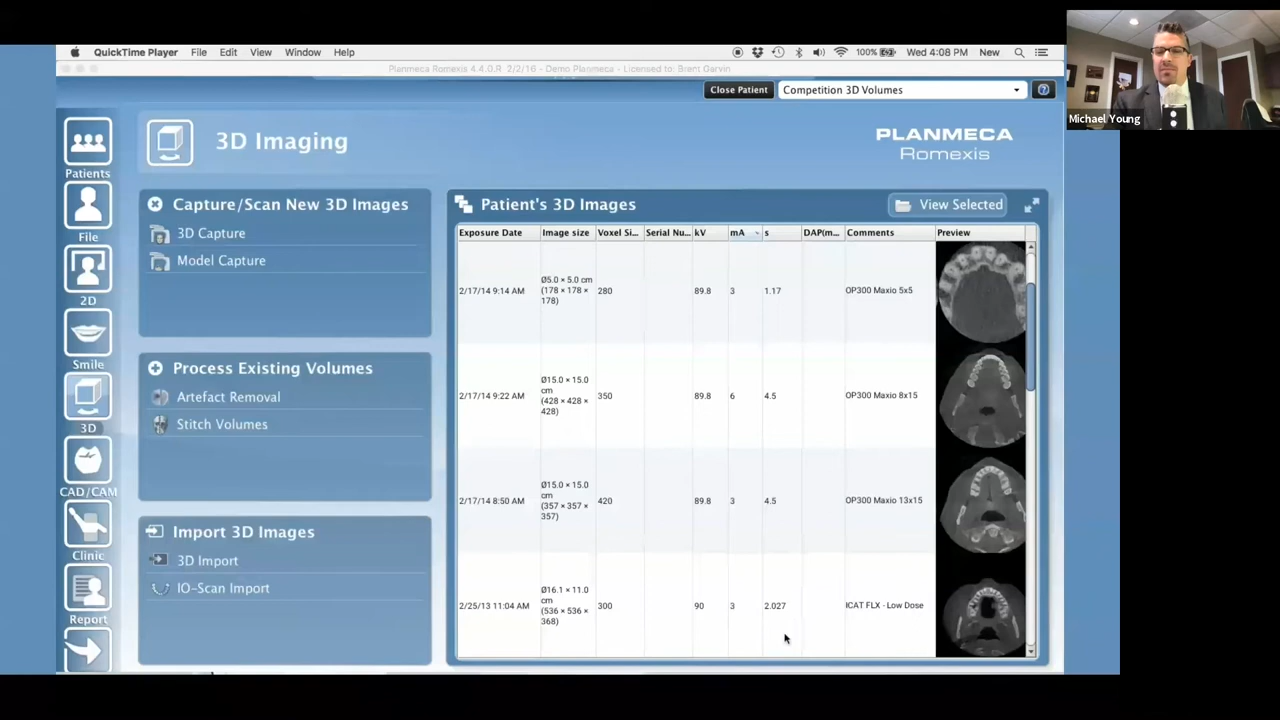 QuickTime Player File Edit View Window Help 100% Wed 4:08 PM New
Planmeca Romexis 4.4.0.R 2/2/16 - Demo Planmeca - Licensed to: Brent Garvin
Close Patient Competition 3D Volumes ?
Michael Young
3D Imaging
PLANMECA
Romexis
Patients
File
2D
Smile
3D
CAD/CAM
Clinic
Report
Capture/Scan New 3D Images
3D Capture
Model Capture
Process Existing Volumes
Artefact Removal
Stitch Volumes
Import 3D Images
3D Import
IO-Scan Import
Patient's 3D Images View Selected
Exposure Date Image size Voxel Si... Serial Nu... kV mA s DAP(m... Comments Preview
2/17/14 9:14 AM Ø5.0 × 5.0 cm 280 89.8 3 1.17 OP300 Maxio 5x5
(178 × 178 ×
178)
2/17/14 9:22 AM Ø15.0 × 15.0 350 89.8 6 4.5 OP300 Maxio 8x15
cm
(428 × 428 ×
428)
2/17/14 8:50 AM Ø15.0 × 15.0 420 89.8 3 4.5 OP300 Maxio 13x15
cm
(357 × 357 ×
357)
2/25/13 11:04 AM Ø16.1 × 11.0 300 90 3 2.027 ICAT FLX - Low Dose
cm
(536 × 536 ×
368)